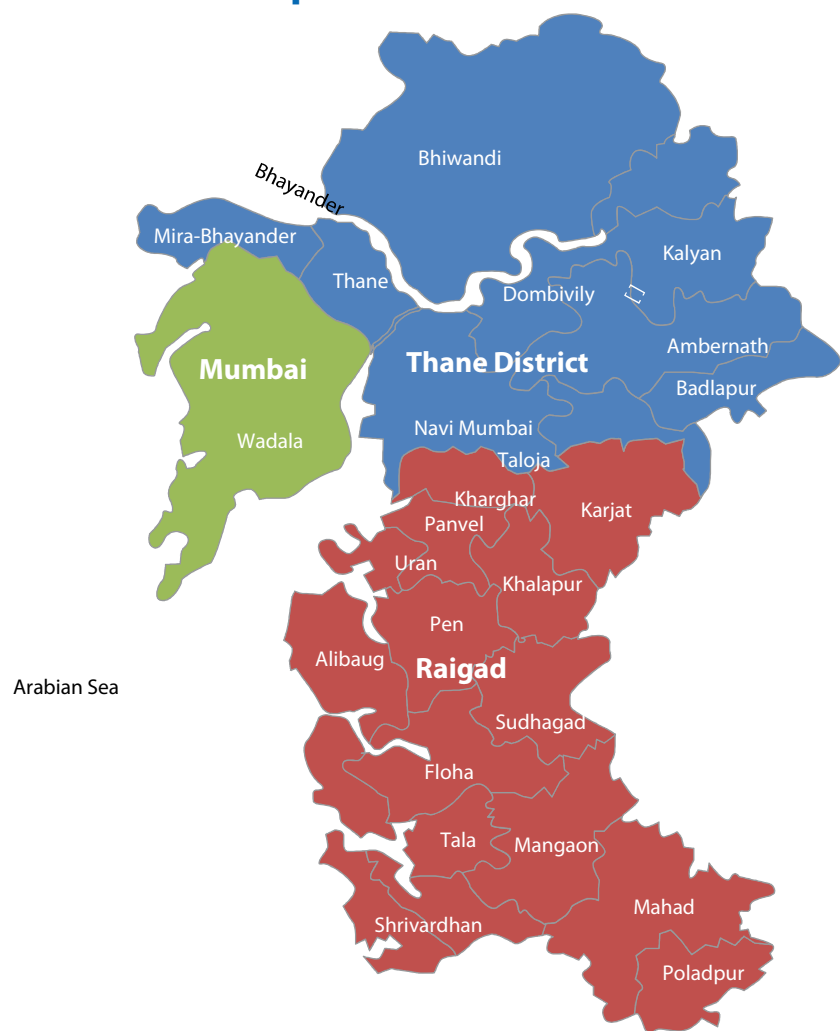 Bhiwandi
Bhayander
Mira-Bhayander
Kalyan
Thane
Dombivily
Ambernath
Mumbai
Thane District
Badlapur
Navi Mumbai
Wadala
Taloja
Kharghar
Karjat
Panvel
Uran
Khalapur
Pen
Alibaug
Raigad
Arabian Sea
Sudhagad
Floha
Tala
Mangaon
Mahad
Shrivardhan
Poladpur